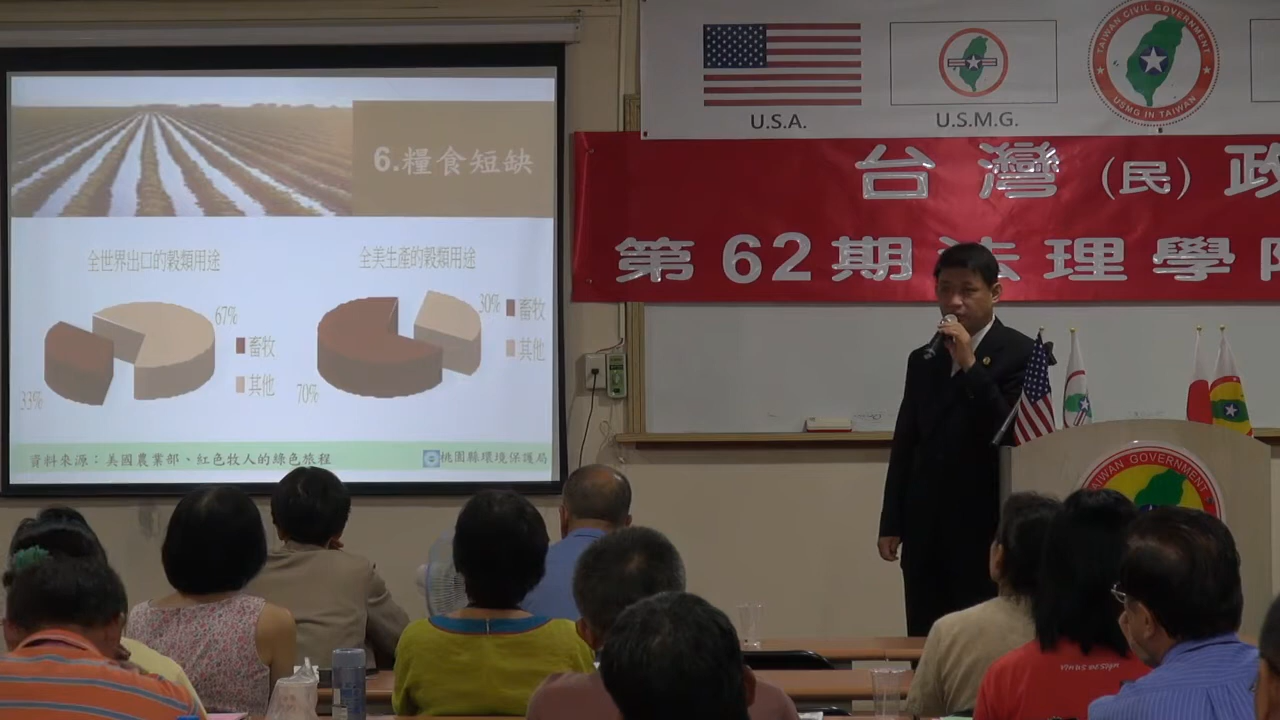 6.糧食短缺
全世界出口的穀類用途
67%
33%
畜牧
其他
全美生產的穀類用途
30%
70%
畜牧
其他
資料來源：美國農業部、紅色牧人的綠色旅程
桃園縣環境保護局
U.S.A.
U.S.M.G.
TAIWAN CIVIL GOVERNMENT
USMG IN TAIWAN
台灣(民)政
第62期法理學
TAIWAN GOVERNMENT